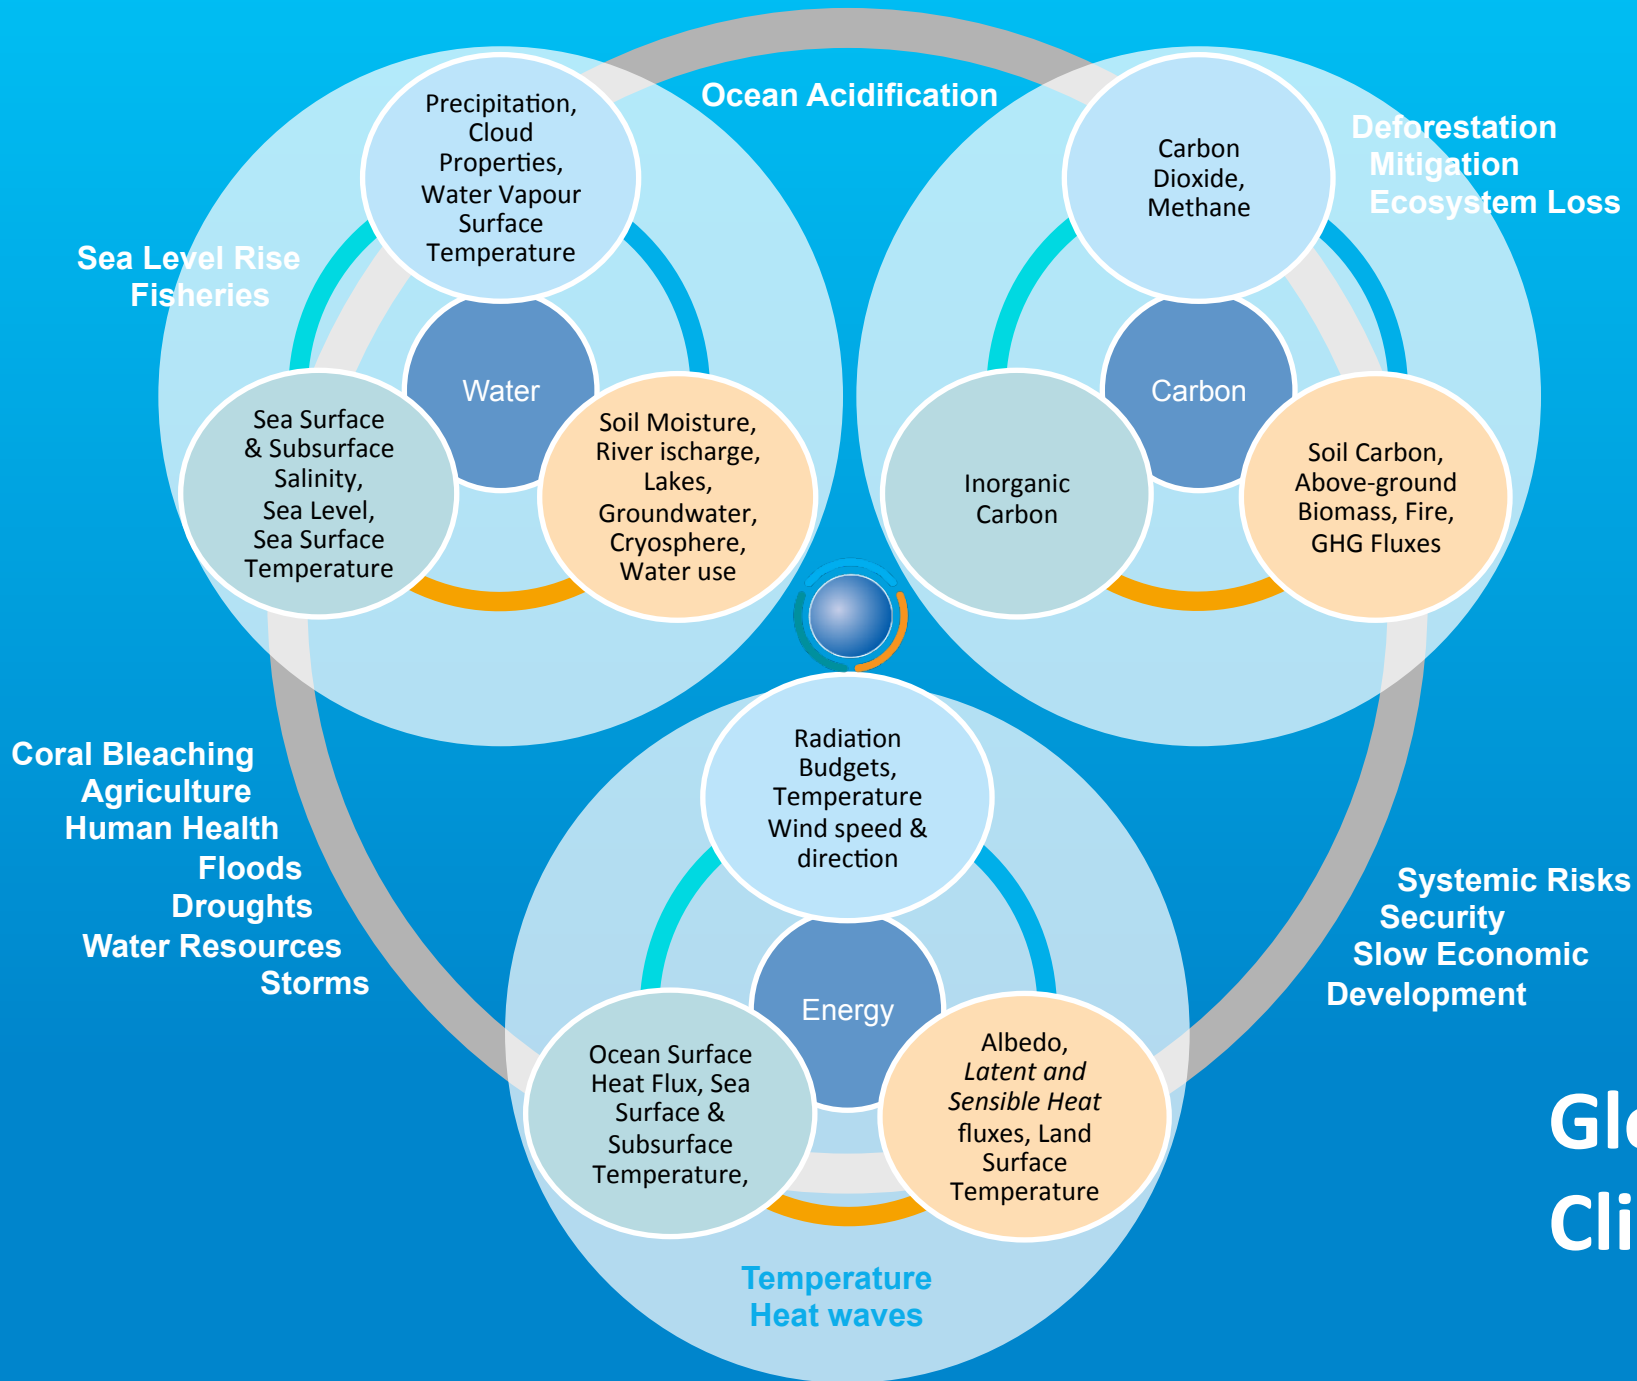 Ocean Acidification
Precipitation,
Cloud
Properties,
Water Vapour
Surface
Temperature
Sea Level Rise
Fisheries
Water
Sea Surface
& Subsurface
Salinity,
Sea Level,
Sea Surface
Temperature
Soil Moisture,
River ischarge,
Lakes,
Groundwater,
Cryosphere,
Water use
Carbon
Dioxide,
Methane
Deforestation
Mitigation
Ecosystem Loss
Carbon
Inorganic
Carbon
Soil Carbon,
Above-ground
Biomass, Fire,
GHG Fluxes
Coral Bleaching
Agriculture
Human Health
Floods
Droughts
Water Resources
Storms
Radiation
Budgets,
Temperature
Wind speed &
direction
Energy
Ocean Surface
Heat Flux, Sea
Surface &
Subsurface
Temperature,
Albedo,
Latent and
Sensible Heat
fluxes, Land
Surface
Temperature
Temperature
Heat waves
Systemic Risks
Security
Slow Economic
Development